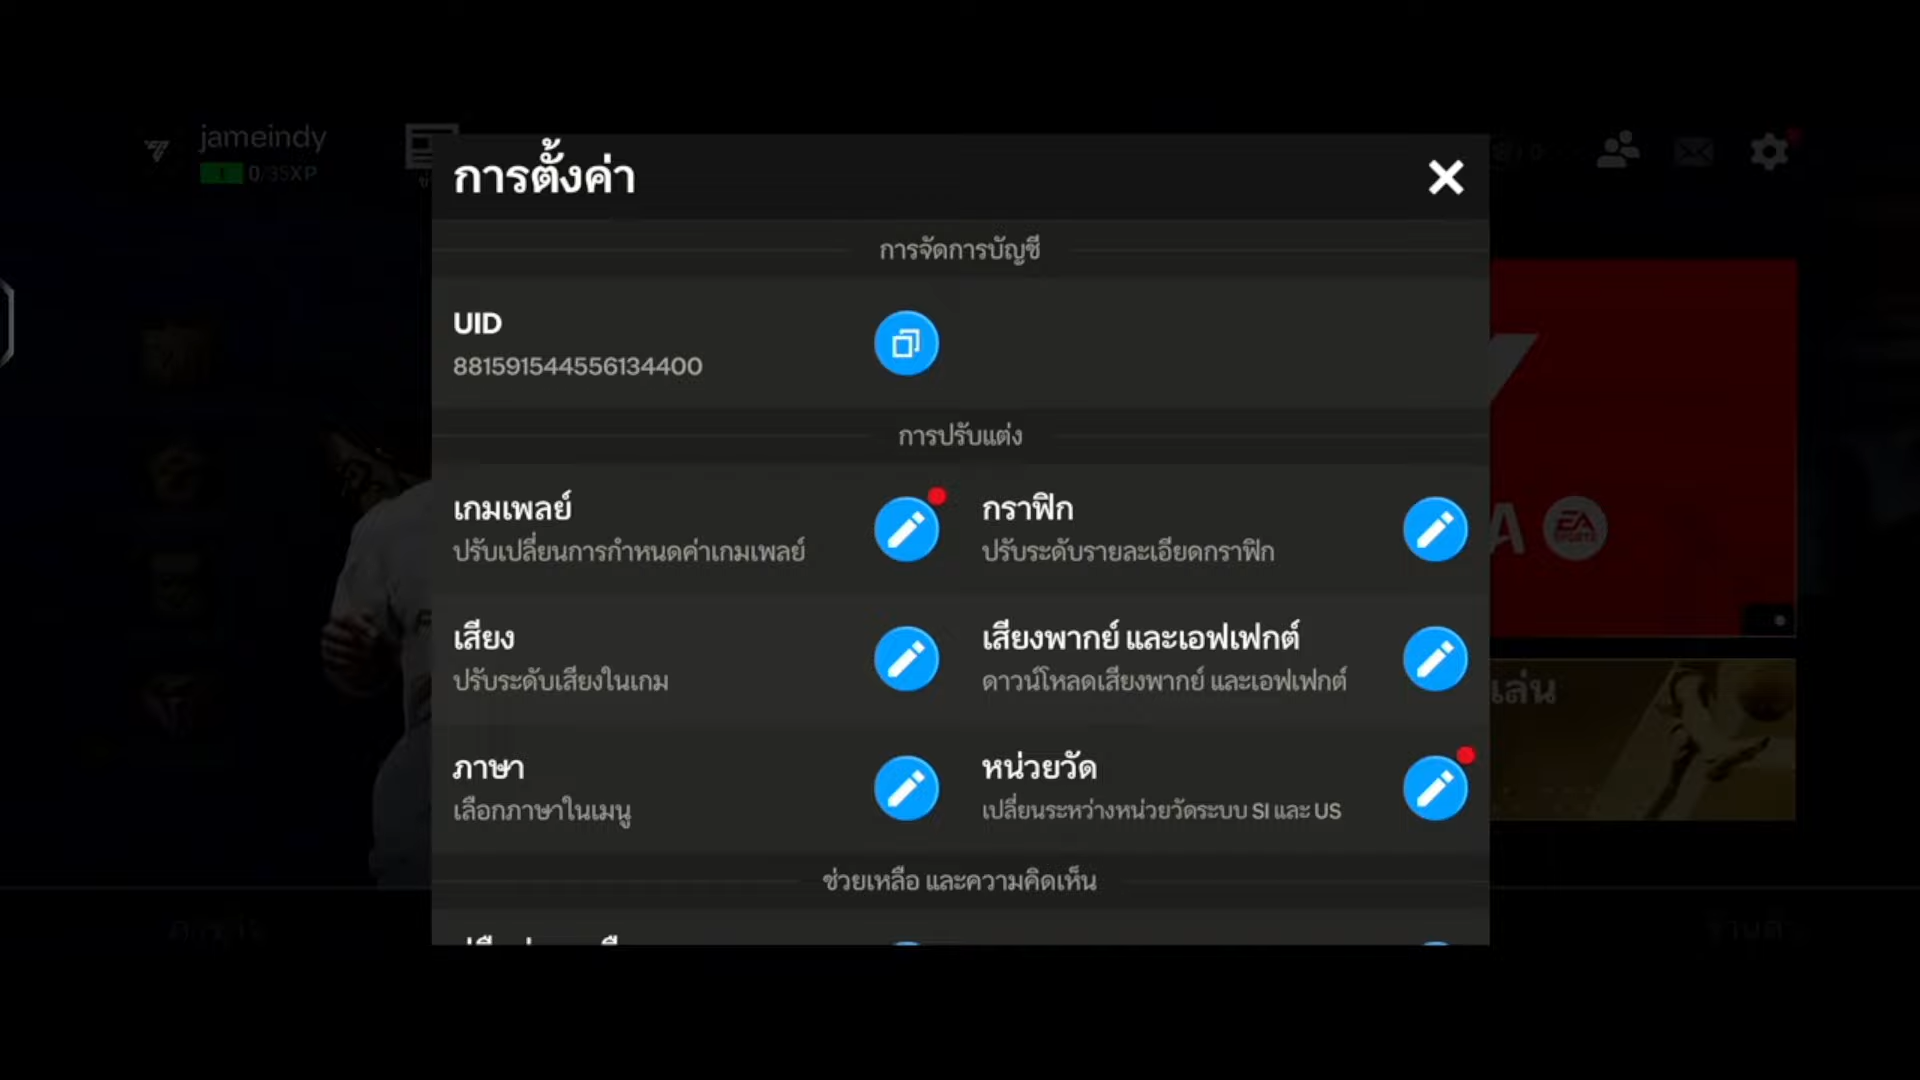 jameindy
0/35XP
การตั้งค่า
การจัดการบัญชี
UID
881591544556134400
การปรับแต่ง
เกมเพลย์
ปรับเปลี่ยนการกำหนดค่าเกมเพลย์
กราฟิก
ปรับระดับรายละเอียดกราฟิก
เสียง
ปรับระดับเสียงในเกม
เสียงพากย์ และเอฟเฟกต์
ดาวน์โหลดเสียงพากย์ และเอฟเฟกต์
ภาษา
เลือกภาษาในเมนู
หน่วยวัด
เปลี่ยนระหว่างหน่วยวัดระบบ SI และ US
ช่วยเหลือ และความคิดเห็น
EA SPORTS
เล่น